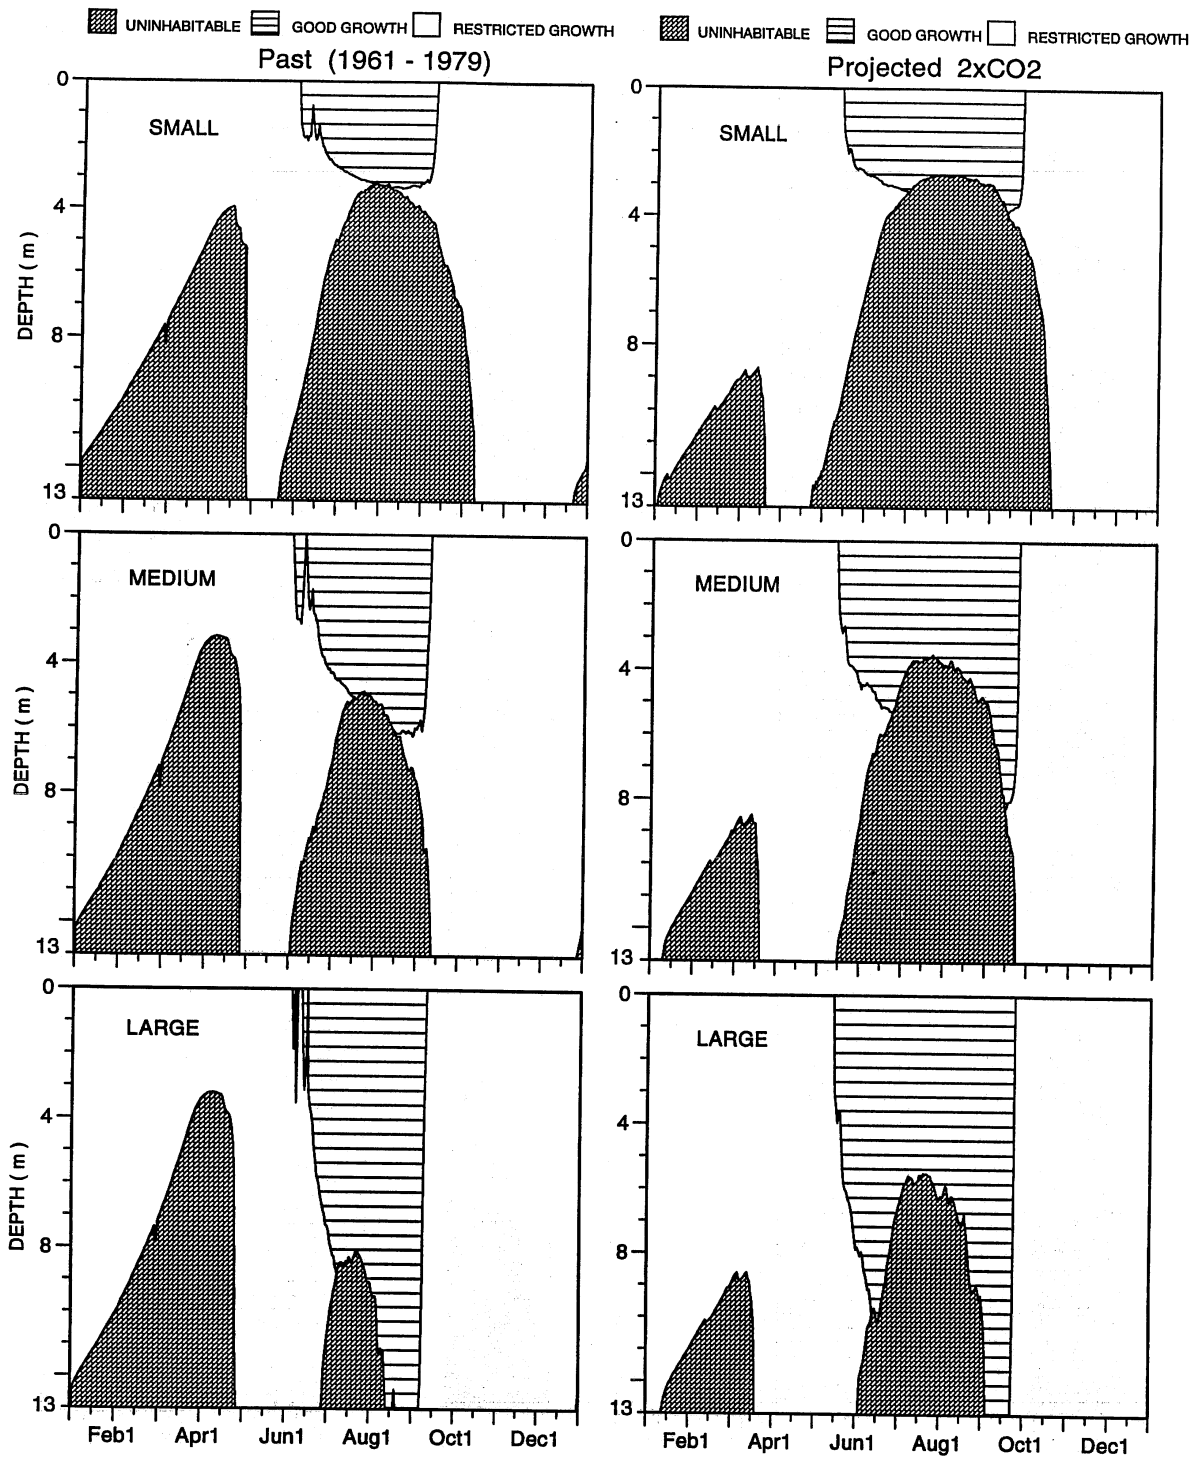 UNINHABITABLE GOOD GROWTH RESTRICTED GROWTH
Past (1961 - 1979)
0
4
8
13
DEPTH ( m )
SMALL
0
4
8
13
DEPTH ( m )
MEDIUM
0
4
8
13
DEPTH ( m )
LARGE
Feb1 Apr1 Jun1 Aug1 Oct1 Dec1
UNINHABITABLE GOOD GROWTH RESTRICTED GROWTH
Projected 2xCO2
0
4
8
13
SMALL
0
4
8
13
MEDIUM
0
4
8
13
LARGE
Feb1 Apr1 Jun1 Aug1 Oct1 Dec1